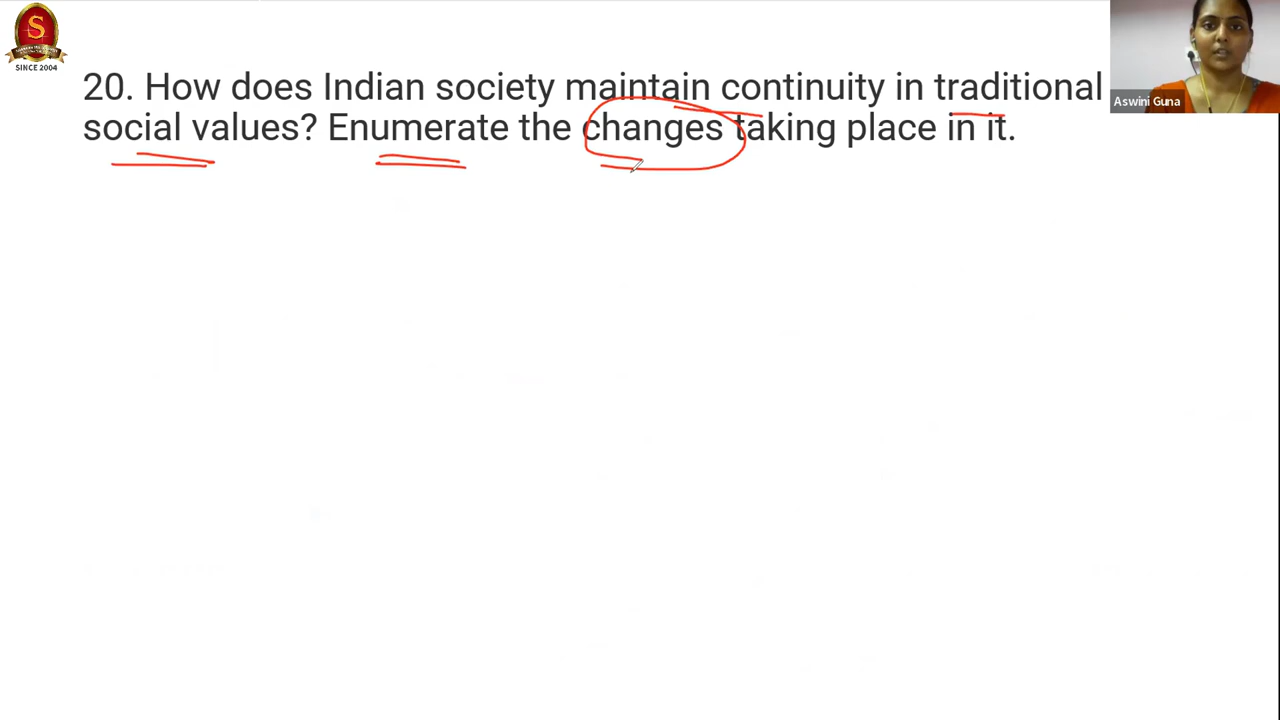 S
SINCE 2004
20. How does Indian society maintain continuity in traditional
social values? Enumerate the changes taking place in it.
Aswini Guna